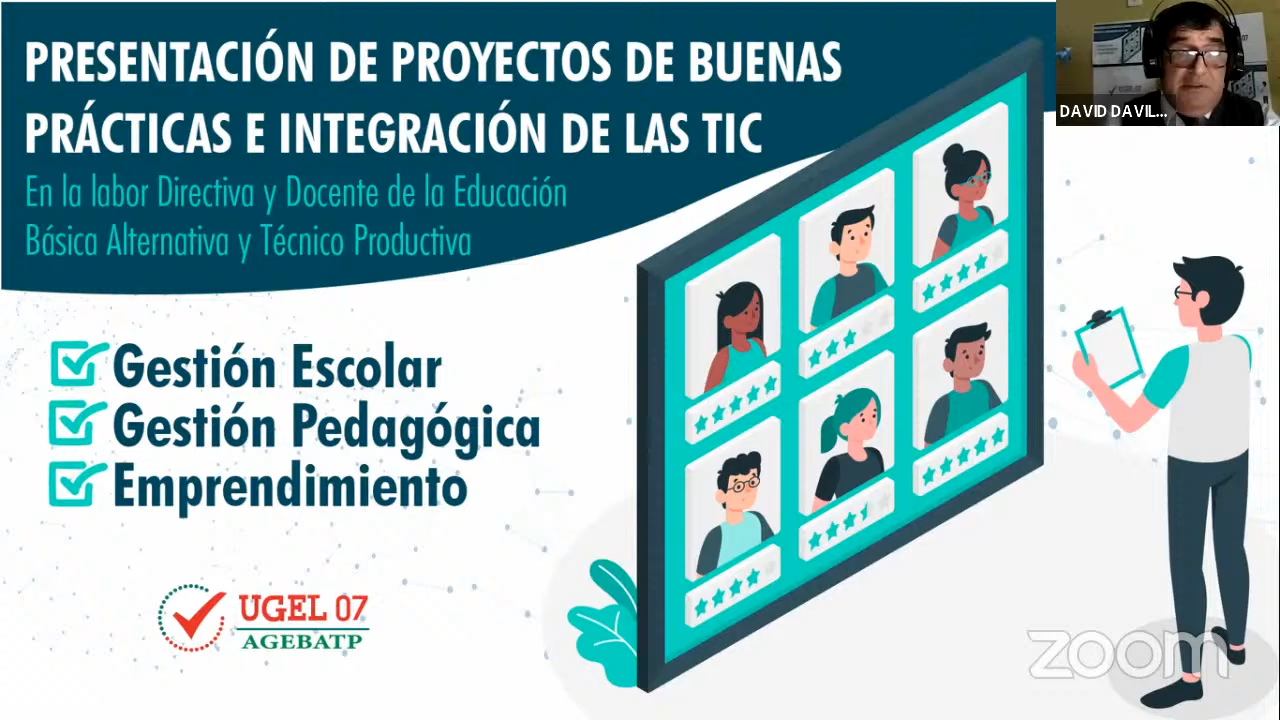 PRESENTACIÓN DE PROYECTOS DE BUENAS
PRÁCTICAS E INTEGRACIÓN DE LAS TIC
En la labor Directiva y Docente de la Educación
Básica Alternativa y Técnico Productiva
DAVID DAVIL...
Gestión Escolar
Gestión Pedagógica
Emprendimiento
UGEL 07
AGEBATP
zoom